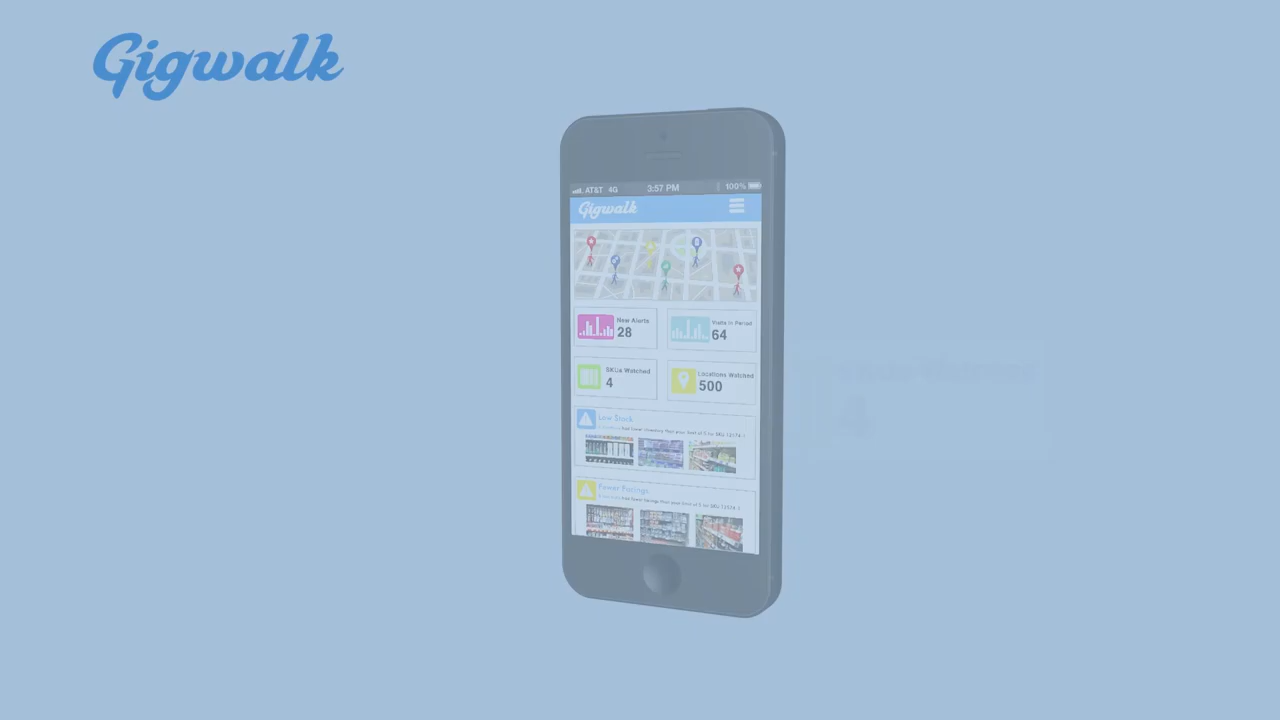 Gigwalk
AT&T 4G 3:57 PM 100%
Gigwalk
New Alerts
28
Visits in Period
64
SKUs Watched
4
Locations Watched
500
Low Stock
Fewer Facings
4